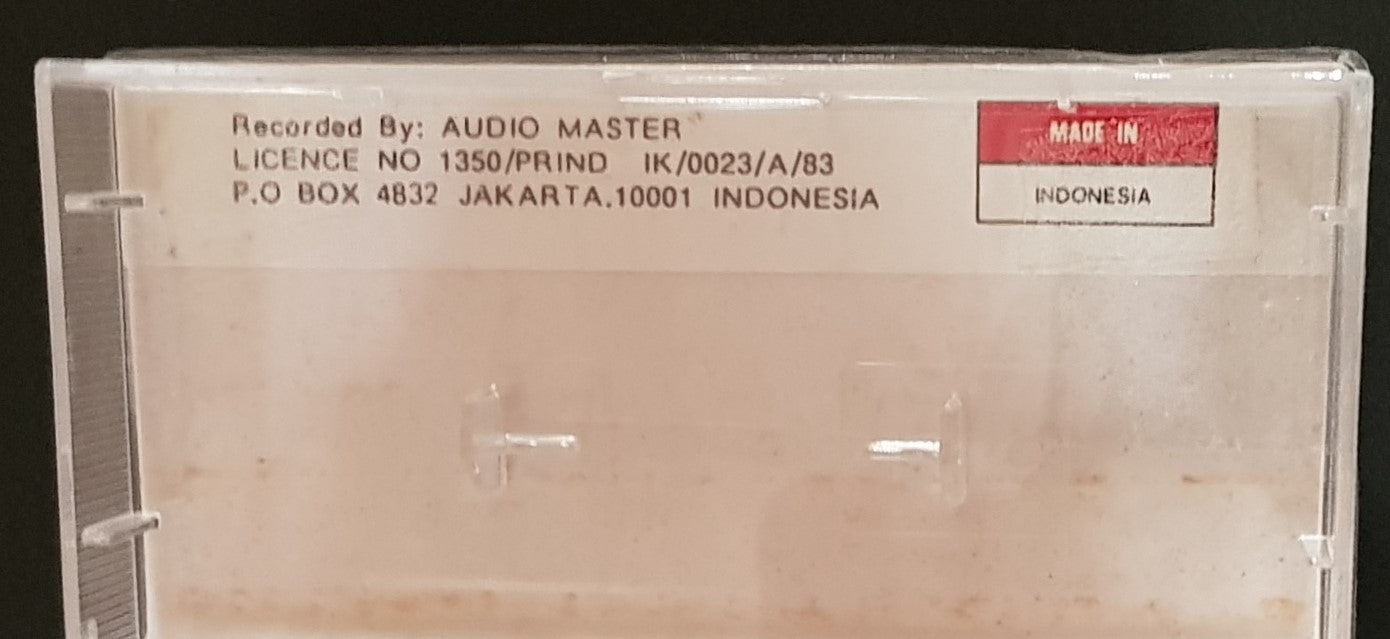 Recorded By: AUDIO MASTER
LICENCE NO 1350/PRIND IK/0023/A/83
P.O BOX 4832 JAKARTA.10001 INDONESIA
MADE IN
INDONESIA